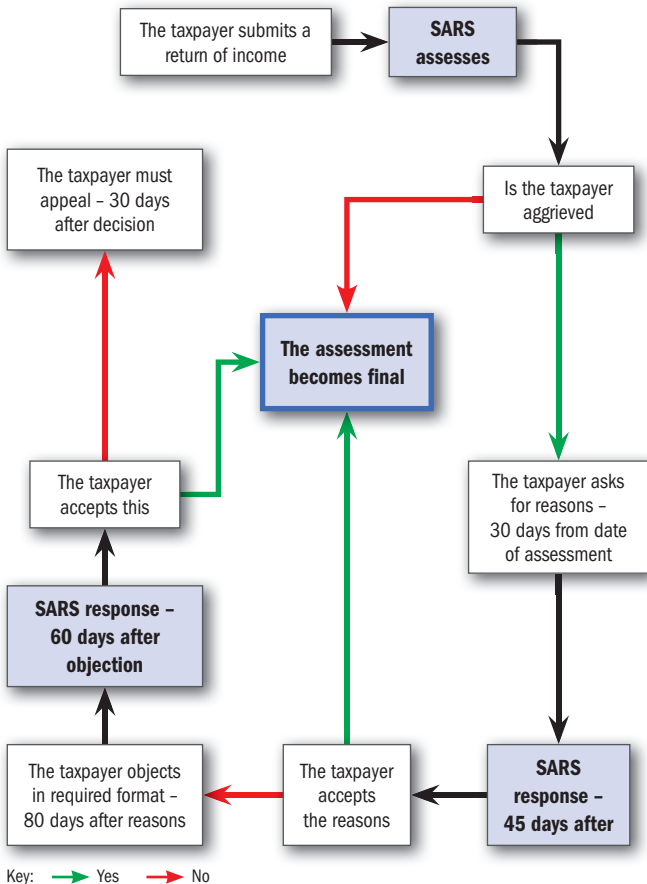 The taxpayer submits a
return of income
SARS
assesses
Is the taxpayer
aggrieved
The taxpayer must
appeal – 30 days
after decision
The assessment
becomes final
The taxpayer
accepts this
The taxpayer asks
for reasons –
30 days from date
of assessment
SARS response –
60 days after
objection
The taxpayer objects
in required format –
80 days after reasons
The taxpayer
accepts
the reasons
SARS
response –
45 days after
Key: Yes No